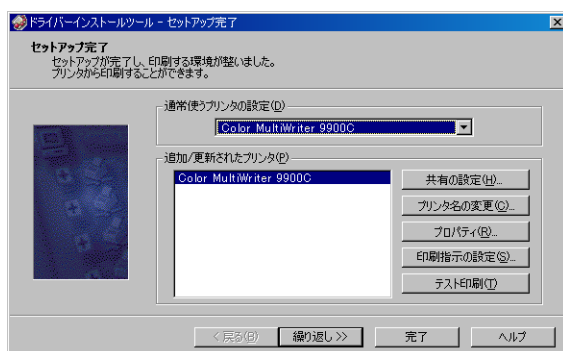 ドライバーインストールツール - セットアップ完了
セットアップ完了
セットアップが完了し、印刷する環境が整いました。
プリンタから印刷することができます。
通常使うプリンタの設定(D)
Color MultiWriter 9900C
追加/更新されたプリンタ(P)
Color MultiWriter 9900C
共有の設定(H)...
プリンタ名の変更(C)...
プロパティ(R)...
印刷指示の設定(S)...
テスト印刷(T)
< 戻る(B)
繰り返し >>
完了
ヘルプ